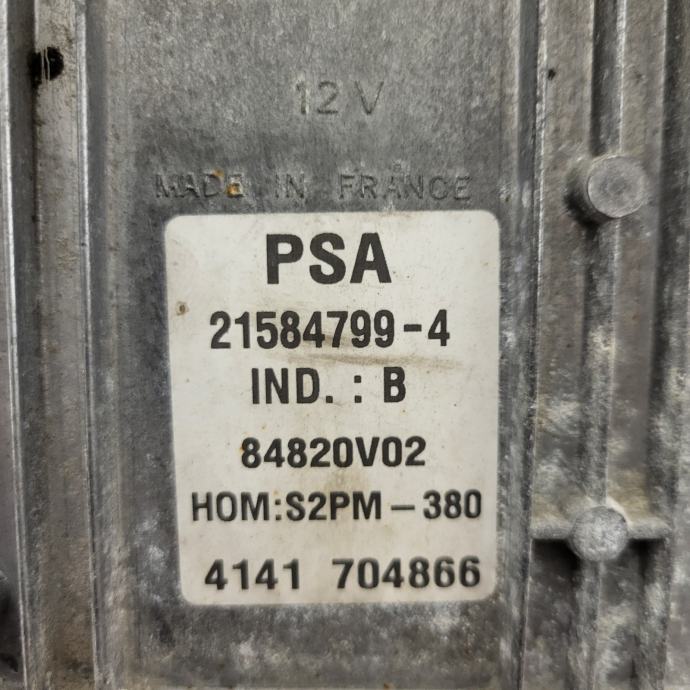 12 V
MADE IN FRANCE
PSA
21584799-4
IND. : B
84820V02
HOM:S2PM-380
4141 704866